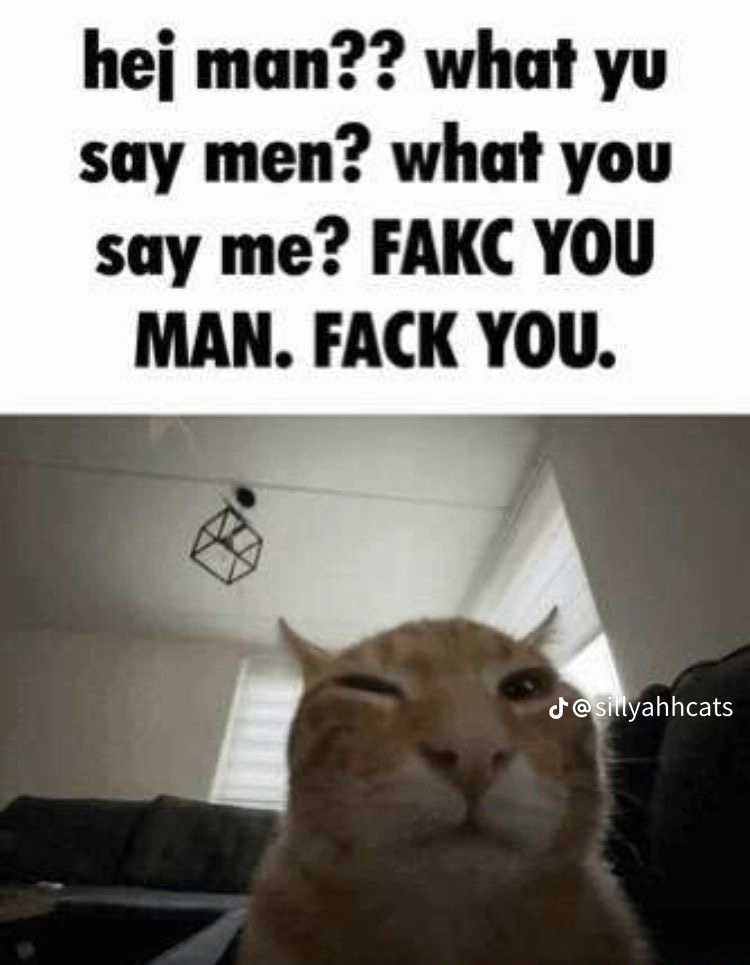 hej man?? what yu
say men? what you
say me? FAKC YOU
MAN. FACK YOU.
@sillyahhcats